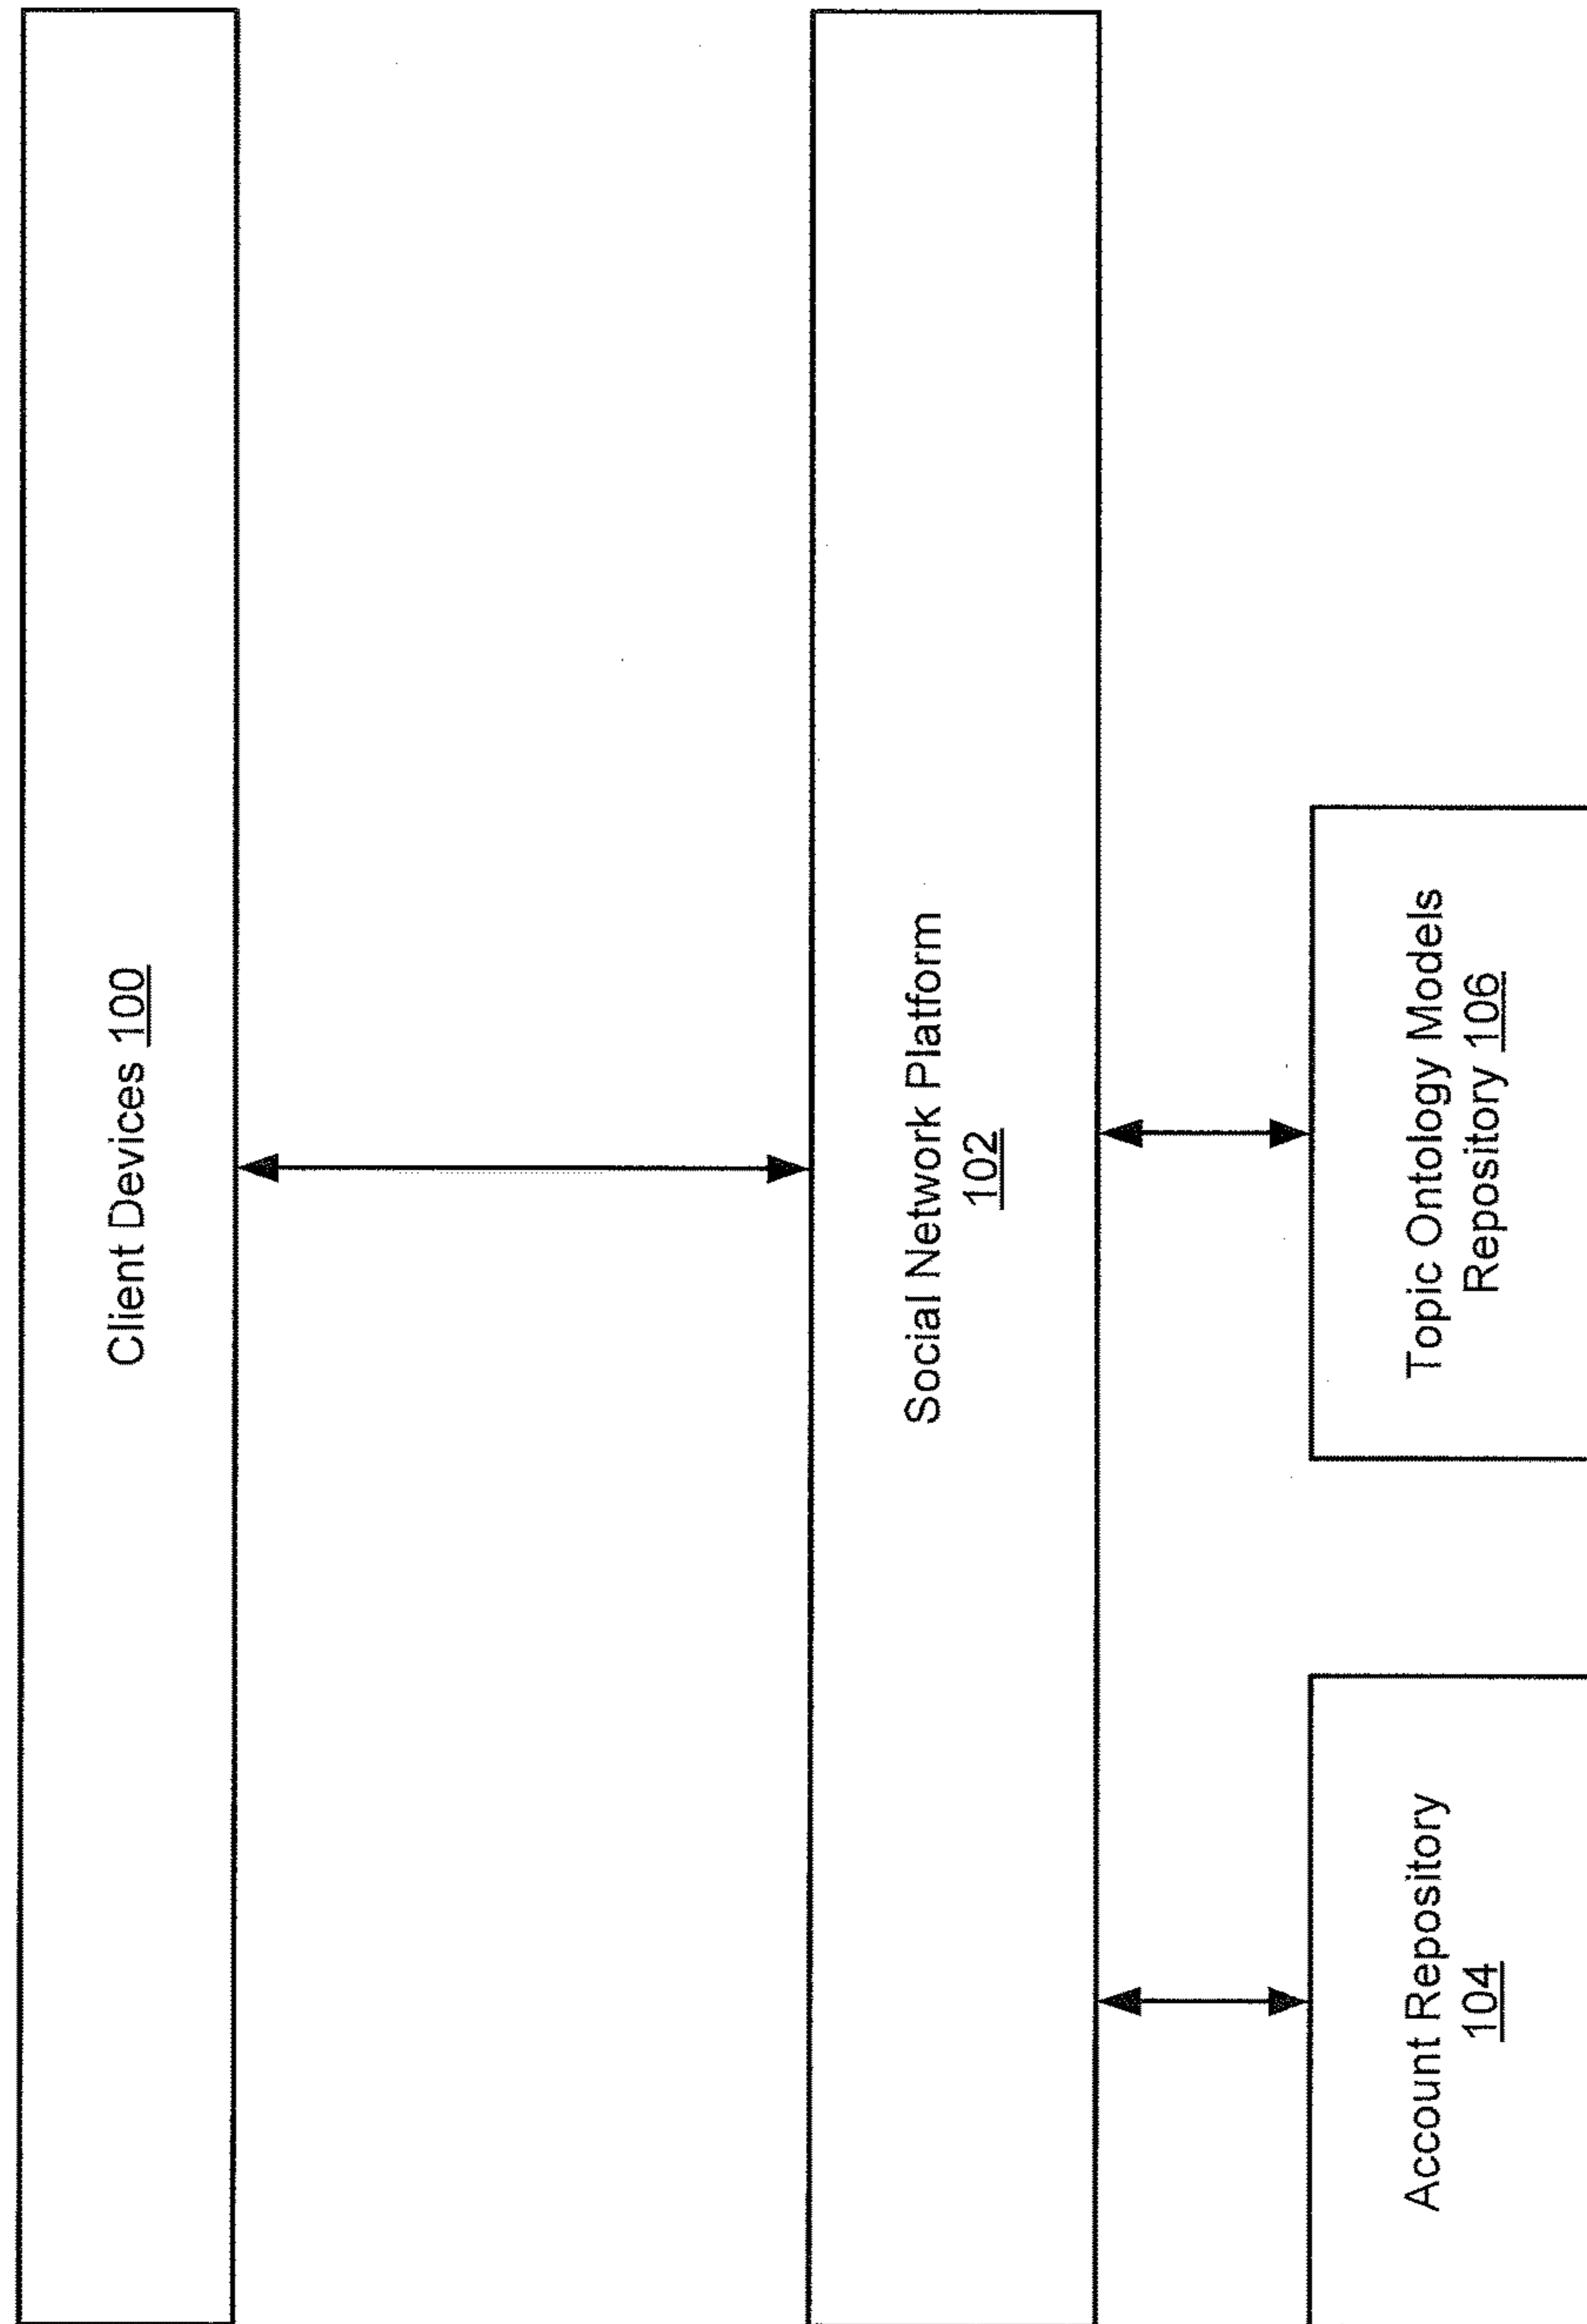 Client Devices 100
Social Network Platform
102
Account Repository
104
Topic Ontology Models
Repository 106